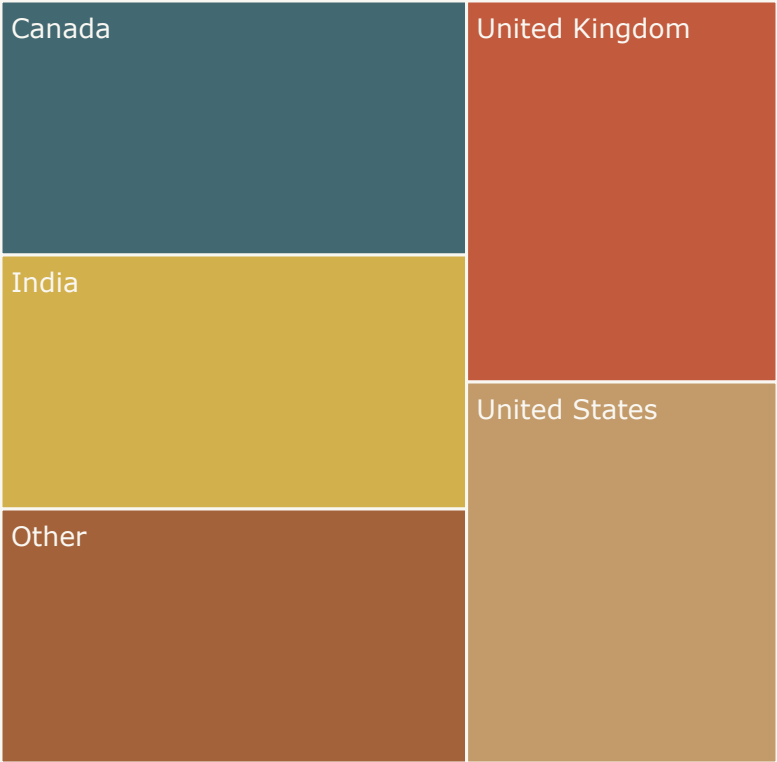 Canada
United Kingdom
India
United States
Other